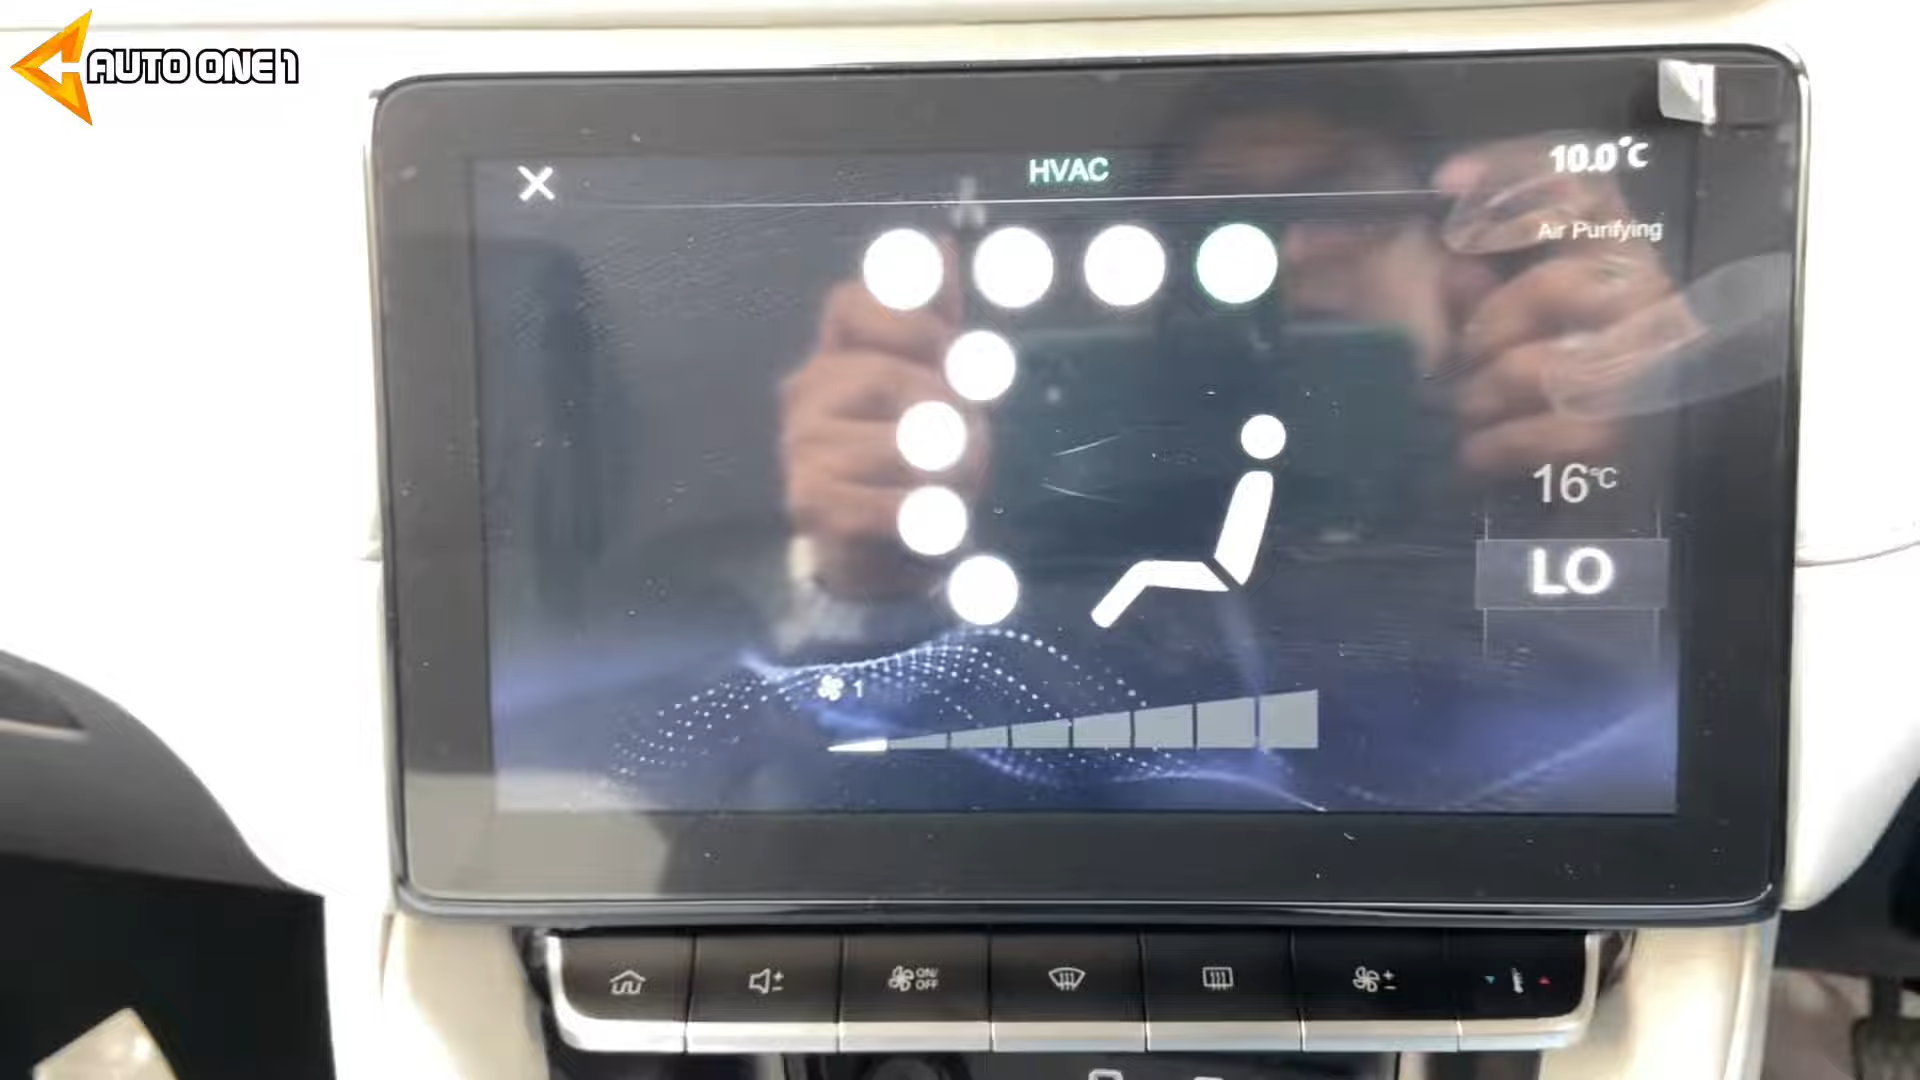 AUTO ONE 1
HVAC
10.0°C
Air Purifying
16°C
LO
1
ON/
OFF